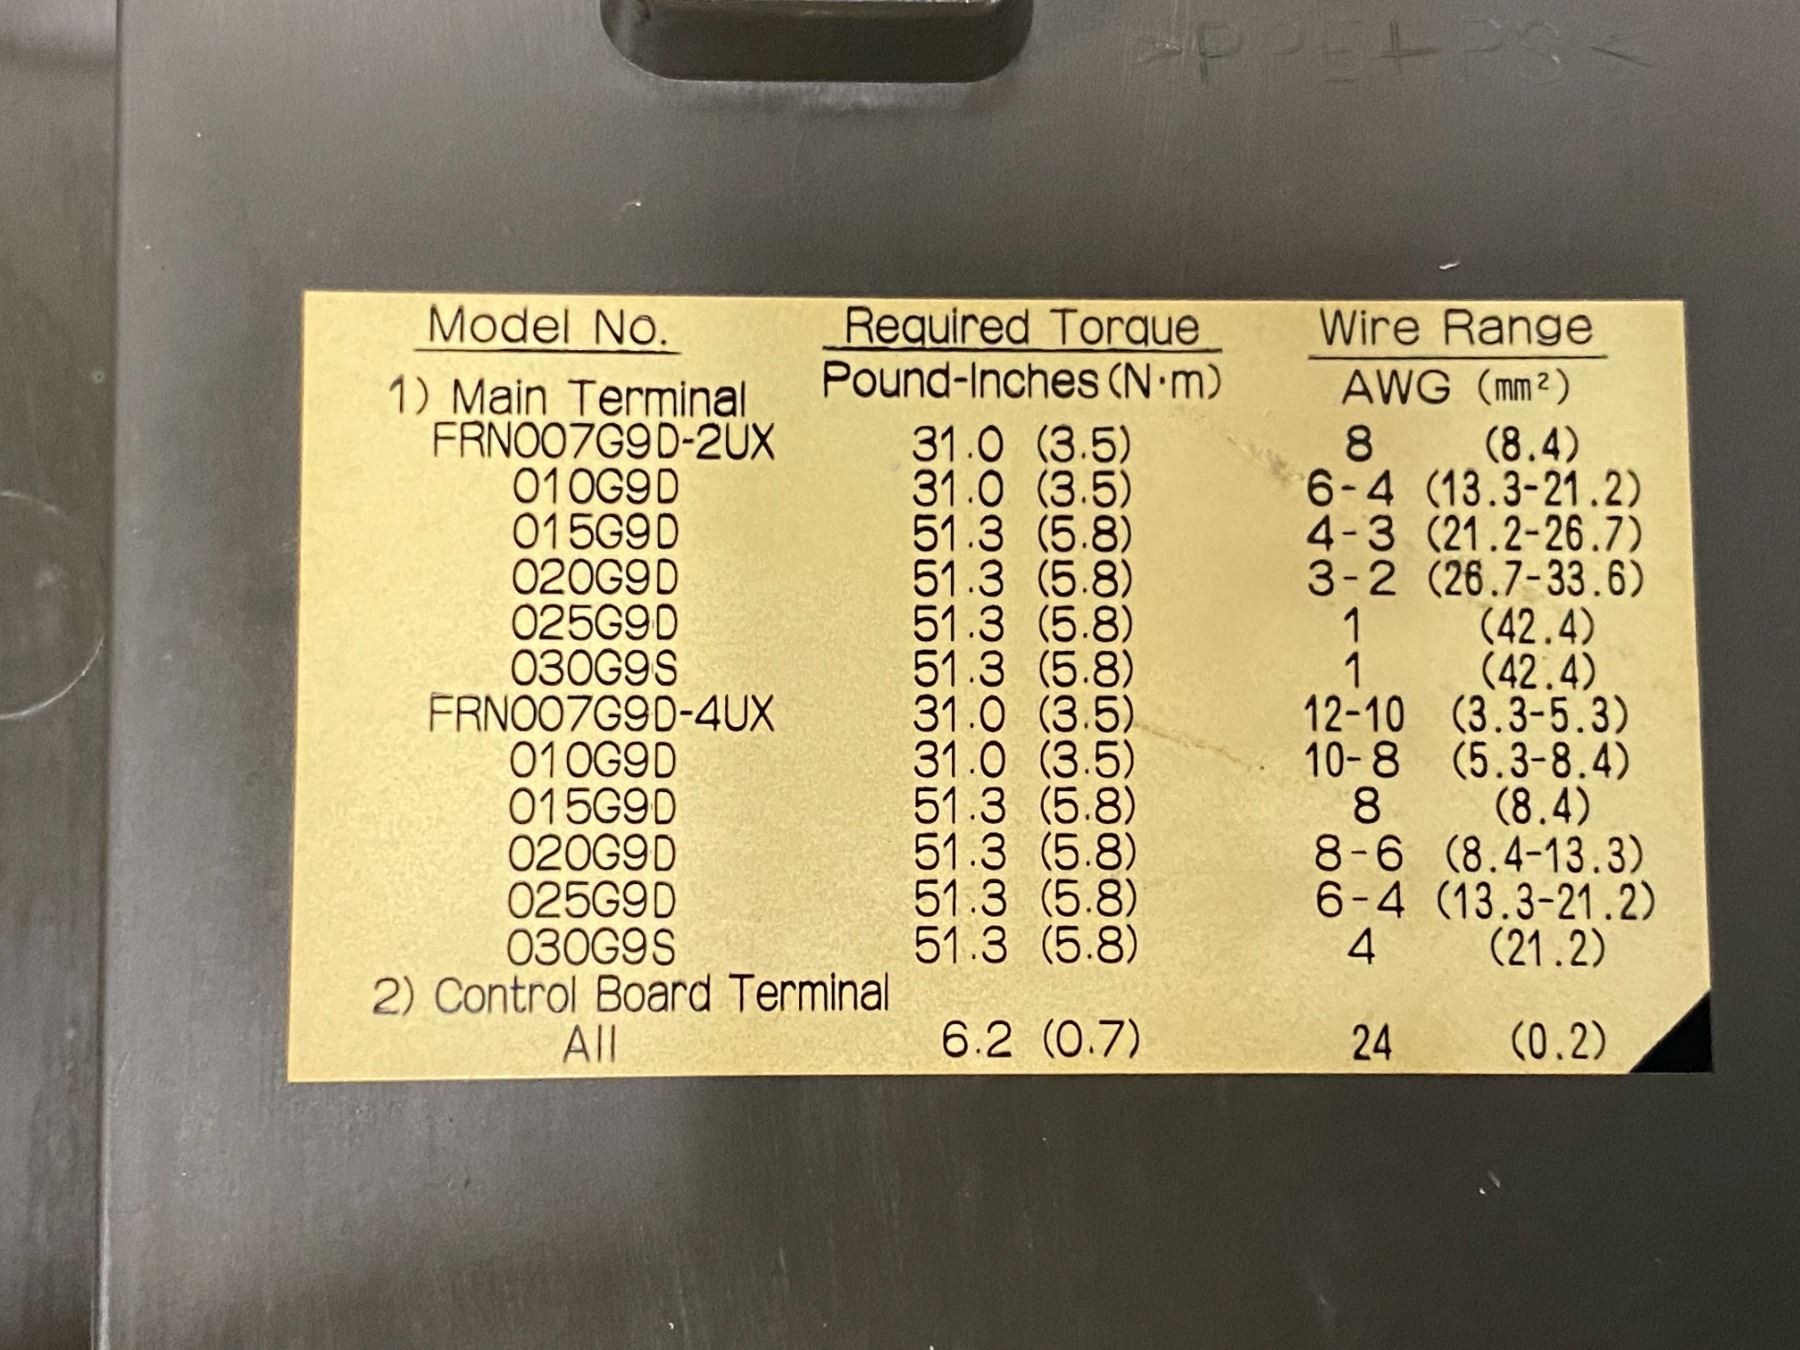 >PPE+PS<
Model No. Required Torque Wire Range
1) Main Terminal Pound-Inches (N·m) AWG (mm²)
FRN007G9D-2UX 31.0 (3.5) 8 (8.4)
010G9D 31.0 (3.5) 6-4 (13.3-21.2)
015G9D 51.3 (5.8) 4-3 (21.2-26.7)
020G9D 51.3 (5.8) 3-2 (26.7-33.6)
025G9D 51.3 (5.8) 1 (42.4)
030G9S 51.3 (5.8) 1 (42.4)
FRN007G9D-4UX 31.0 (3.5) 12-10 (3.3-5.3)
010G9D 31.0 (3.5) 10-8 (5.3-8.4)
015G9D 51.3 (5.8) 8 (8.4)
020G9D 51.3 (5.8) 8-6 (8.4-13.3)
025G9D 51.3 (5.8) 6-4 (13.3-21.2)
030G9S 51.3 (5.8) 4 (21.2)
2) Control Board Terminal
All 6.2 (0.7) 24 (0.2)